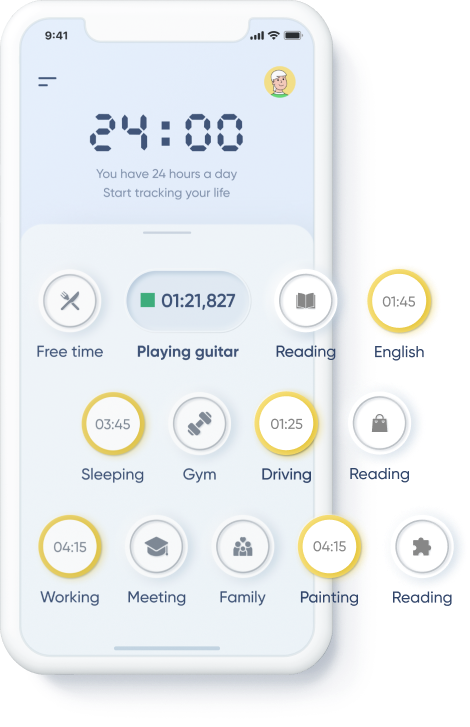 9:41
24:00
You have 24 hours a day
Start tracking your life
01:21,827
01:45
Free time
Playing guitar
Reading
English
03:45
01:25
Sleeping
Gym
Driving
Reading
04:15
04:15
Working
Meeting
Family
Painting
Reading